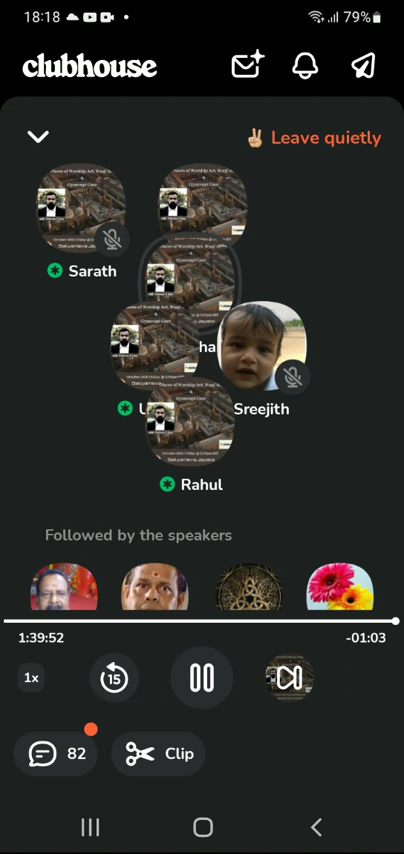 18:18
79%
clubhouse
✌🏼 Leave quietly
Sarath
ha
U
Sreejith
Rahul
Followed by the speakers
1:39:52
-01:03
1x
15
82
Clip